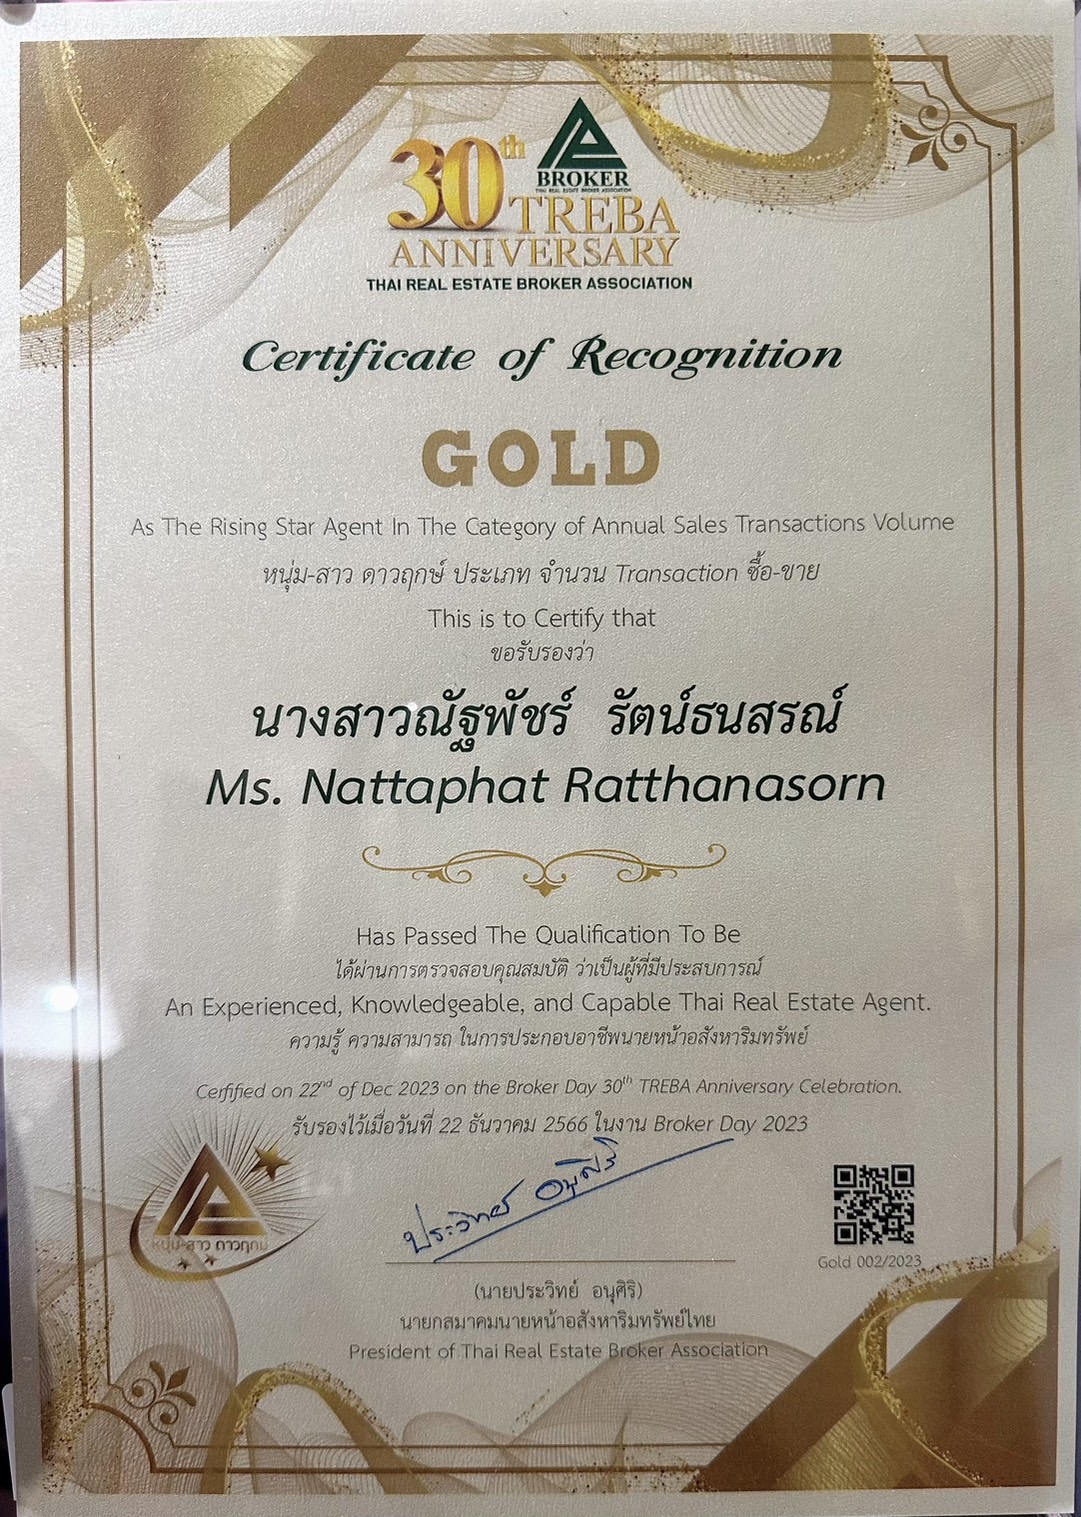 30th
BROKER
THAI REAL ESTATE BROKER ASSOCIATION
TREBA
ANNIVERSARY
THAI REAL ESTATE BROKER ASSOCIATION
Certificate of Recognition
GOLD
As The Rising Star Agent In The Category of Annual Sales Transactions Volume
หนุ่ม-สาว ดาวฤกษ์ ประเภท จำนวน Transaction ซื้อ-ขาย
This is to Certify that
ขอรับรองว่า
นางสาวณัฐพัชร์ รัตน์ธนสรณ์
Ms. Nattaphat Ratthanasorn
Has Passed The Qualification To Be
ได้ผ่านการตรวจสอบคุณสมบัติ ว่าเป็นผู้ที่มีประสบการณ์
An Experienced, Knowledgeable, and Capable Thai Real Estate Agent.
ความรู้ ความสามารถ ในการประกอบอาชีพนายหน้าอสังหาริมทรัพย์
Cerfified on 22nd of Dec 2023 on the Broker Day 30th TREBA Anniversary Celebration.
รับรองไว้เมื่อวันที่ 22 ธันวาคม 2566 ในงาน Broker Day 2023
หนุ่ม-สาว ดาวฤกษ์
ประวิทย์ อนุศิริ
Gold 002/2023
(นายประวิทย์ อนุศิริ)
นายกสมาคมนายหน้าอสังหาริมทรัพย์ไทย
President of Thai Real Estate Broker Association